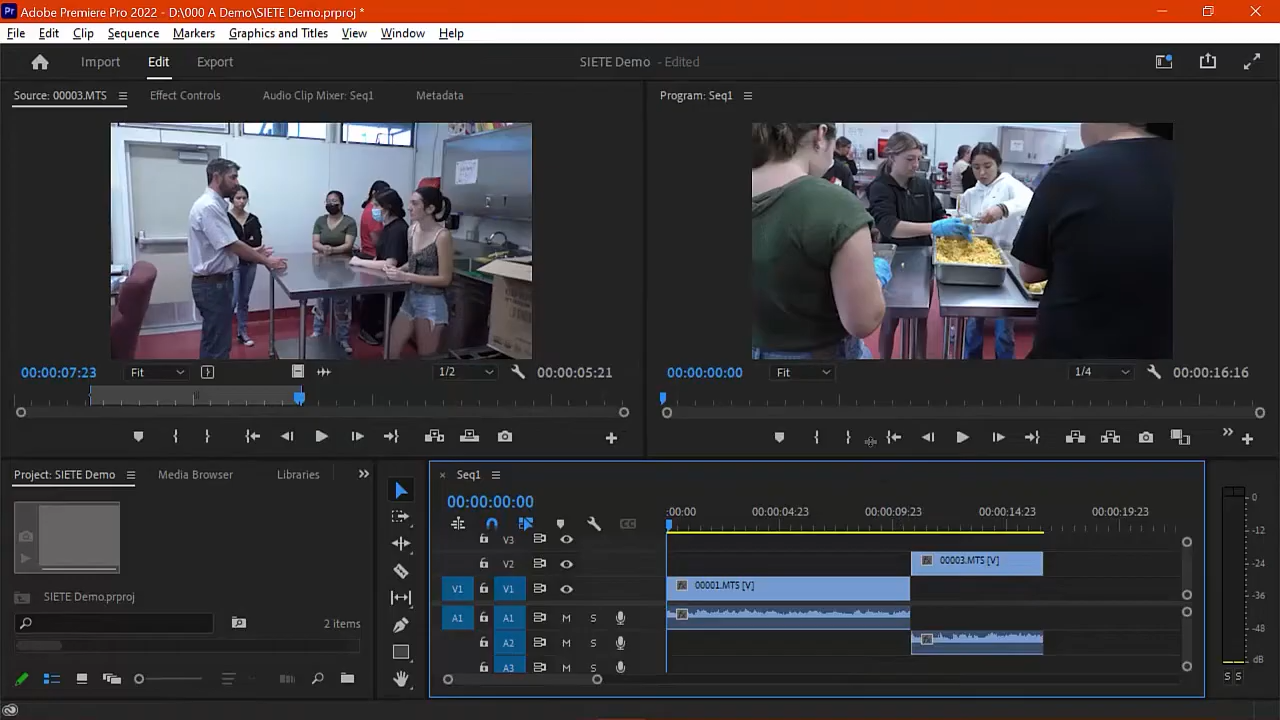 Pr Adobe Premiere Pro 2022 - D:\000 A Demo\SIETE Demo.prproj *
File Edit Clip Sequence Markers Graphics and Titles View Window Help
Import Edit Export SIETE Demo - Edited
Source: 00003.MTS Effect Controls Audio Clip Mixer: Seq1 Metadata
Program: Seq1
00:00:07:23 Fit 1/2 00:00:05:21
00:00:00:00 Fit 1/4 00:00:16:16
Project: SIETE Demo Media Browser Libraries
SIETE Demo.prproj
2 items
× Seq1
00:00:00:00
:00:00 00:00:04:23 00:00:09:23 00:00:14:23 00:00:19:23
CC
V3
V2 00003.MTS [V]
V1 V1 00001.MTS [V]
A1 A1 M S
A2 M S
A3 M S
0
-12
-24
-36
-48
dB
S S